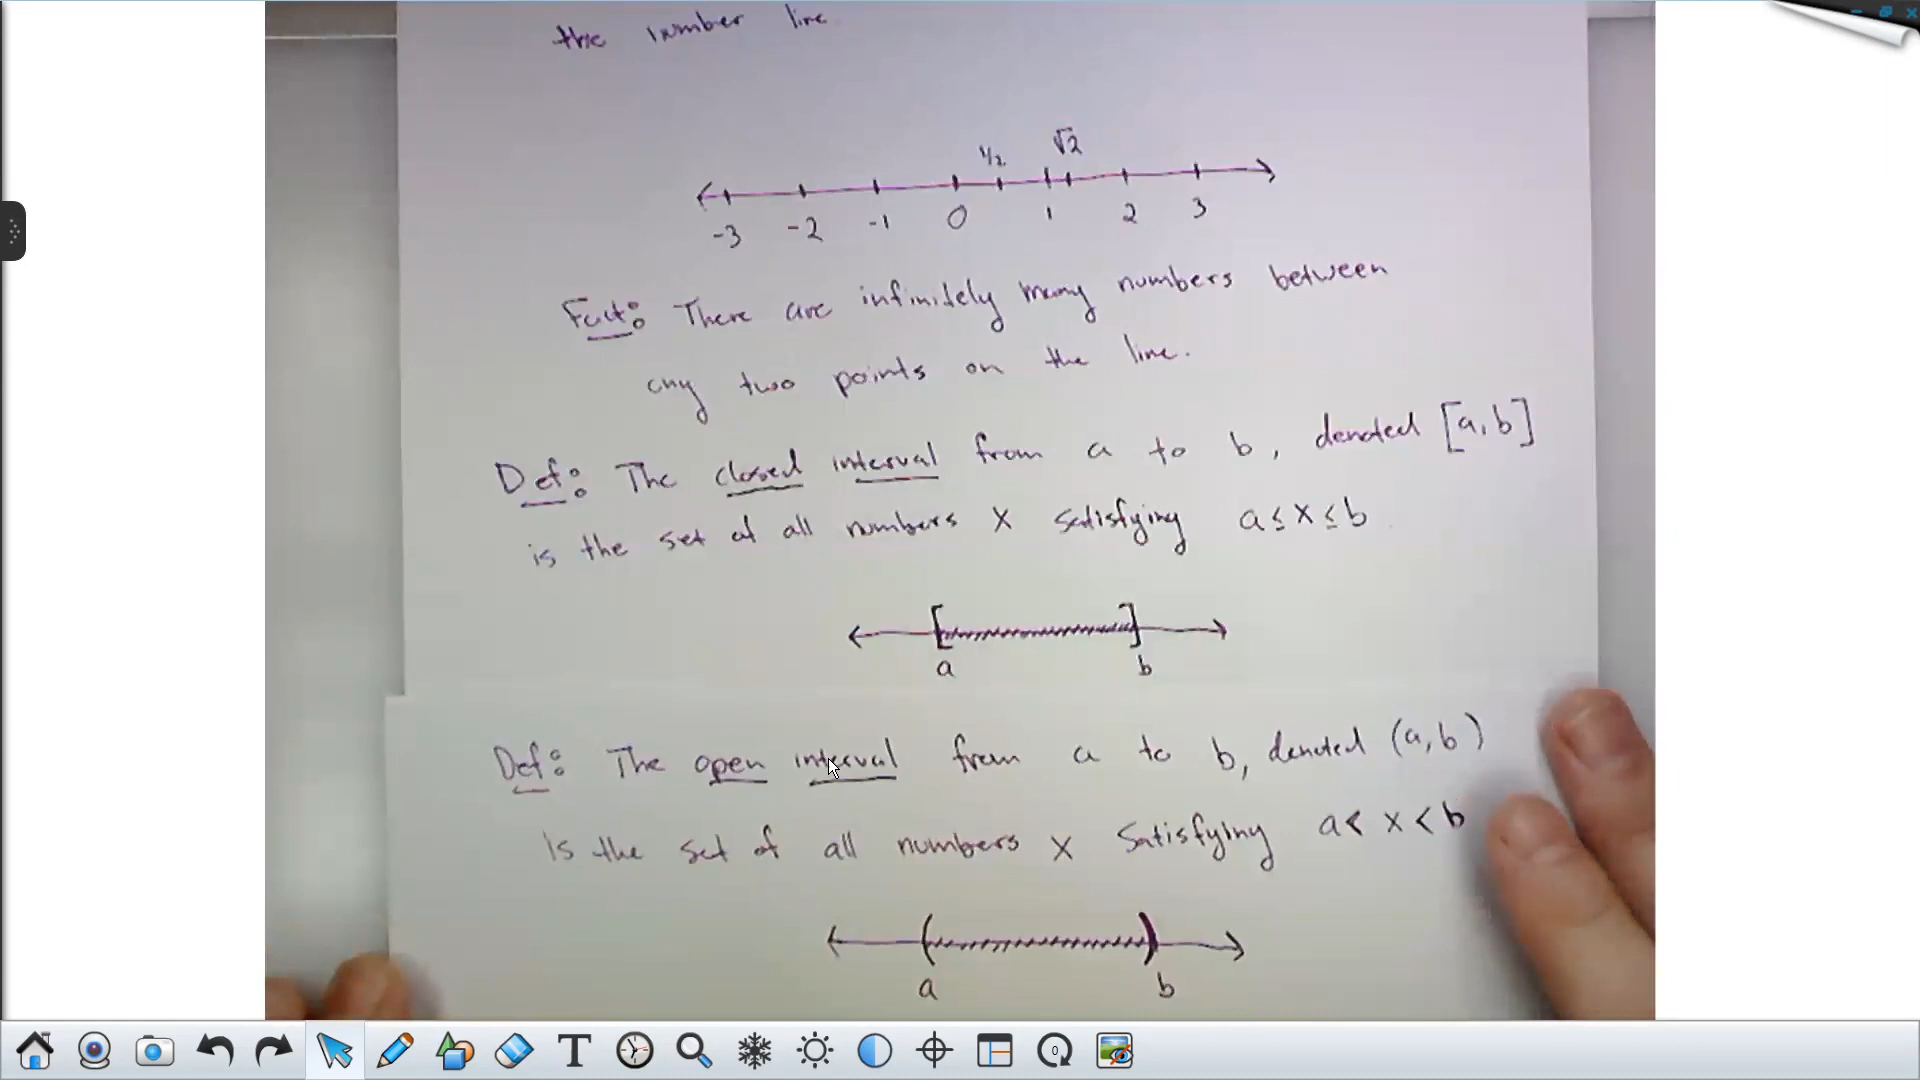 the number line
1/2 √2
-3 -2 -1 0 1 2 3
Fact: There are infinitely many numbers between
any two points on the line.
Def: The closed interval from a to b, denoted [a,b]
is the set of all numbers x satisfying a ≤ x ≤ b
[ ]
a b
Def: The open interval from a to b, denoted (a,b)
Is the set of all numbers x satisfying a < x < b
( )
a b
T
0